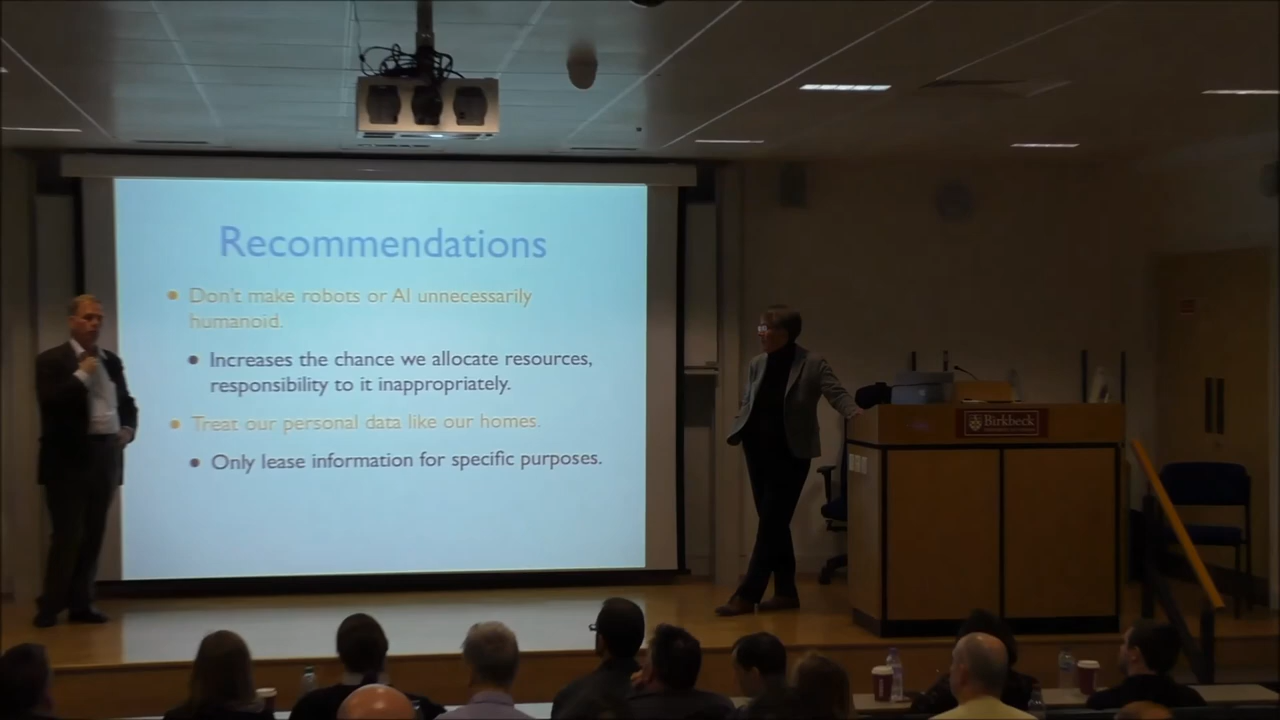 Recommendations
• Don't make robots or AI unnecessarily
humanoid.
• Increases the chance we allocate resources,
responsibility to it inappropriately.
• Treat our personal data like our homes.
• Only lease information for specific purposes.
Birkbeck